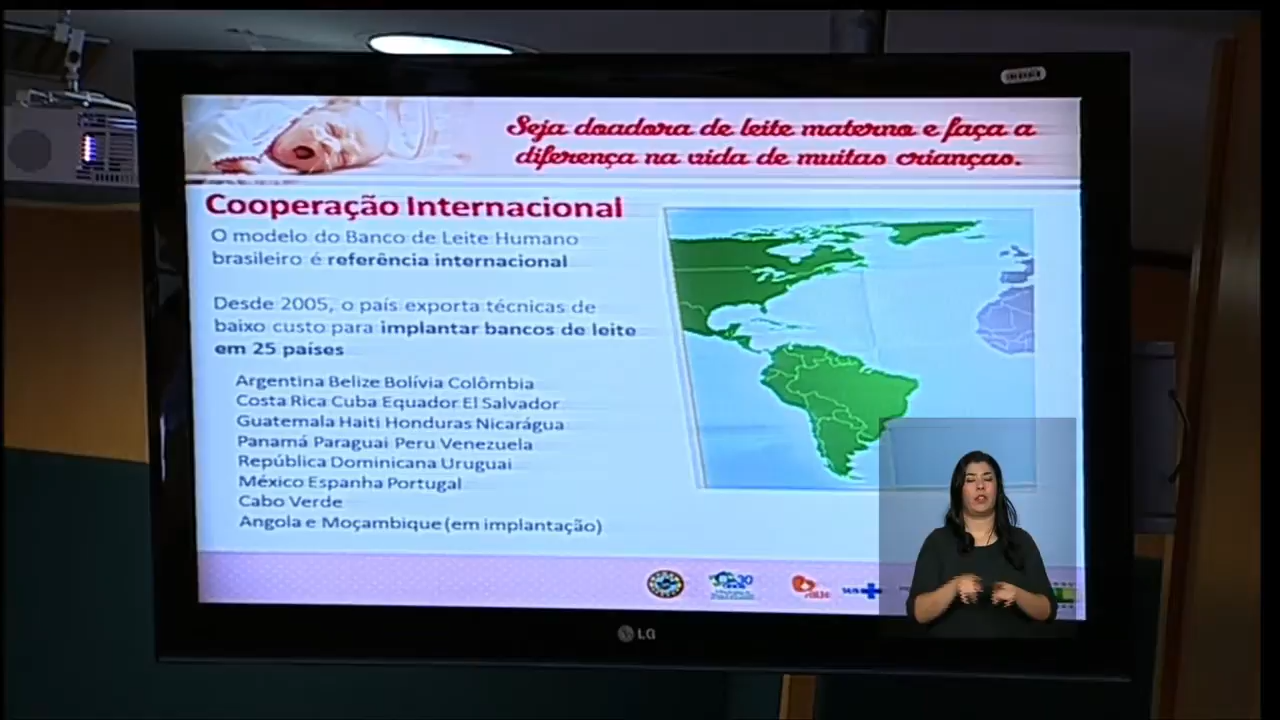 Seja doadora de leite materno e faça a
diferença na vida de muitas crianças.
Cooperação Internacional
O modelo do Banco de Leite Humano
brasileiro é referência internacional
Desde 2005, o país exporta técnicas de
baixo custo para implantar bancos de leite
em 25 países
Argentina Belize Bolívia Colômbia
Costa Rica Cuba Equador El Salvador
Guatemala Haiti Honduras Nicarágua
Panamá Paraguai Peru Venezuela
República Dominicana Uruguai
México Espanha Portugal
Cabo Verde
Angola e Moçambique (em implantação)
SUS
LG